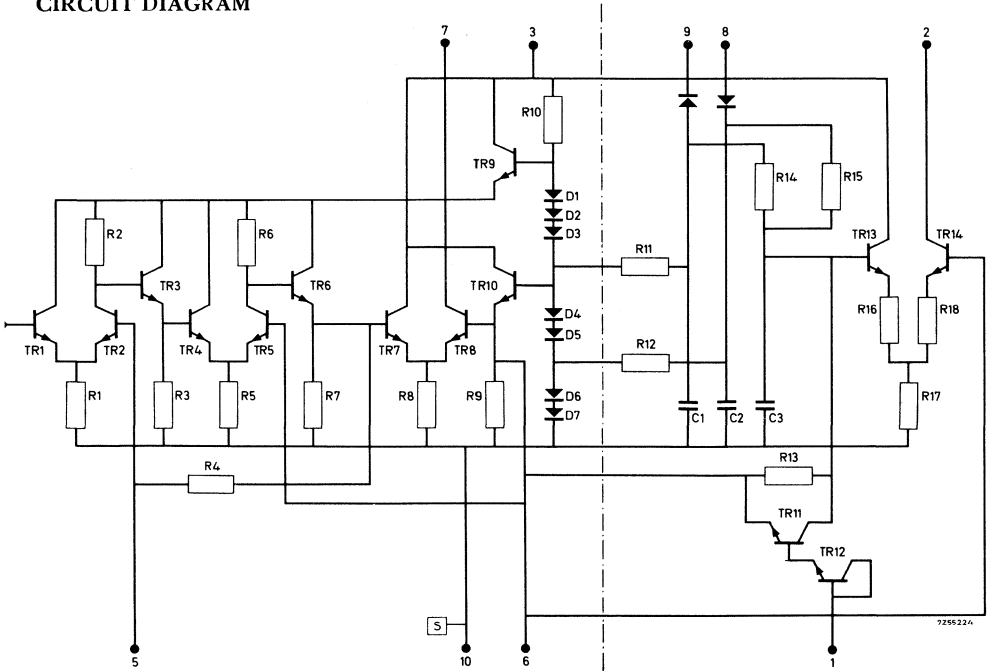 CIRCUIT DIAGRAM
7 3 9 8 2
R10
TR9
R14 R15
D1
R2 R6 D2
D3 TR13 TR14
R11
TR3 TR6 TR10
R16 R18
D4
TR1 TR2 TR4 TR5 TR7 TR8 D5
R12
R1 R3 R5 R7 R8 R9 D6 R17
D7 C1 C2 C3
R4 R13
TR11
TR12
S
7Z55224
5 10 6 1